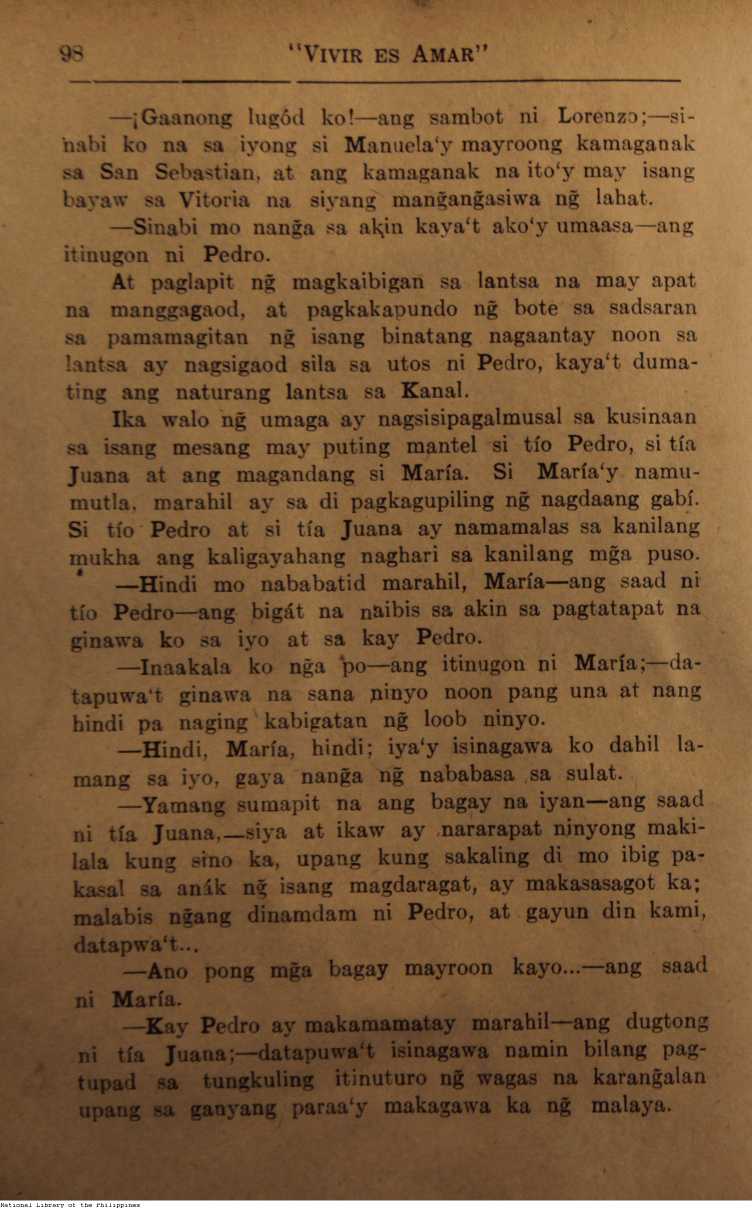 98 "VIVIR ES AMAR"
—¡Gaanong lugód ko!—ang sambot ni Lorenzo;—si-
nabi ko na sa iyong si Manuela‘y mayroong kamaganak
sa San Sebastian, at ang kamaganak na ito‘y may isang
bayaw sa Vitoria na siyang mang̃ang̃asiwa ng̃ lahat.
—Sinabi mo nang̃a sa akin kaya‘t ako‘y umaasa—ang
itinugon ni Pedro.
At paglapit ng̃ magkaibigan sa lantsa na may apat
na manggagaod, at pagkakapundo ng̃ bote sa sadsaran
sa pamamagitan ng̃ isang binatang nagaantay noon sa
lantsa ay nagsigaod sila sa utos ni Pedro, kaya‘t duma-
ting ang naturang lantsa sa Kanal.
Ika walo ng̃ umaga ay nagsisipagalmusal sa kusinaan
sa isang mesang may puting mantel si tío Pedro, si tía
Juana at ang magandang si María. Si María‘y namu-
mutla, marahil ay sa di pagkagupiling ng̃ nagdaang gabí.
Si tío Pedro at si tía Juana ay namamalas sa kanilang
mukha ang kaligayahang naghari sa kanilang mg̃a puso.
—Hindi mo nababatid marahil, María—ang saad ni
tío Pedro—ang bigát na naibis sa akin sa pagtatapat na
ginawa ko sa iyo at sa kay Pedro.
—Inaakala ko ng̃a po—ang itinugon ni María;—da-
tapuwa‘t ginawa na sana ninyo noon pang una at nang
hindi pa naging kabigatan ng̃ loob ninyo.
—Hindi, María, hindi; iya‘y isinagawa ko dahil la-
mang sa iyo, gaya nang̃a ng̃ nababasa sa sulat.
—Yamang sumapit na ang bagay na iyan—ang saad
ni tía Juana,—siya at ikaw ay nararapat ninyong maki-
lala kung sino ka, upang kung sakaling di mo ibig pa-
kasal sa anák ng̃ isang magdaragat, ay makasasagot ka;
malabis ng̃ang dinamdam ni Pedro, at gayun din kami,
datapwa‘t...
—Ano pong mg̃a bagay mayroon kayo...—ang saad
ni María.
—Kay Pedro ay makamamatay marahil—ang dugtong
ni tía Juana;—datapuwa‘t isinagawa namin bilang pag-
tupad sa tungkuling itinuturo ng̃ wagas na karang̃alan
upang sa ganyang paraa‘y makagawa ka ng̃ malaya.
National Library of the Philippines